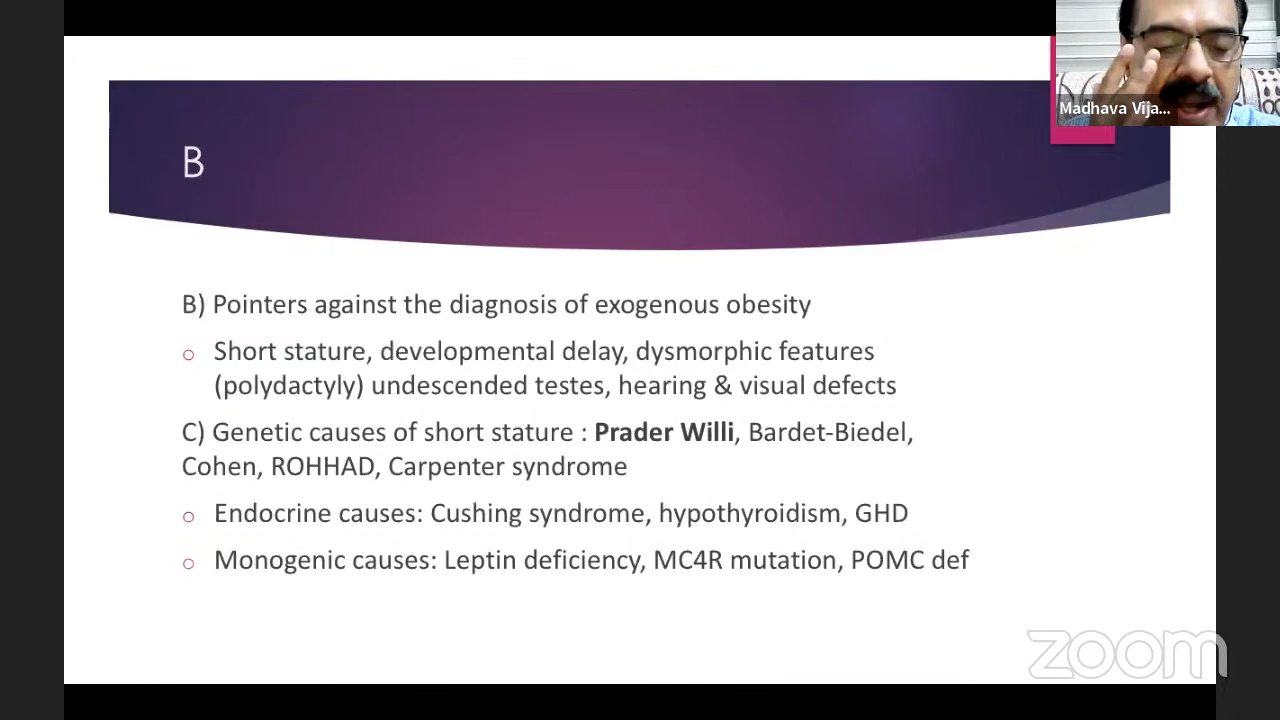 Madhava Vija...
B
B) Pointers against the diagnosis of exogenous obesity
o Short stature, developmental delay, dysmorphic features
(polydactyly) undescended testes, hearing & visual defects
C) Genetic causes of short stature : Prader Willi, Bardet-Biedel,
Cohen, ROHHAD, Carpenter syndrome
o Endocrine causes: Cushing syndrome, hypothyroidism, GHD
o Monogenic causes: Leptin deficiency, MC4R mutation, POMC def
zoom